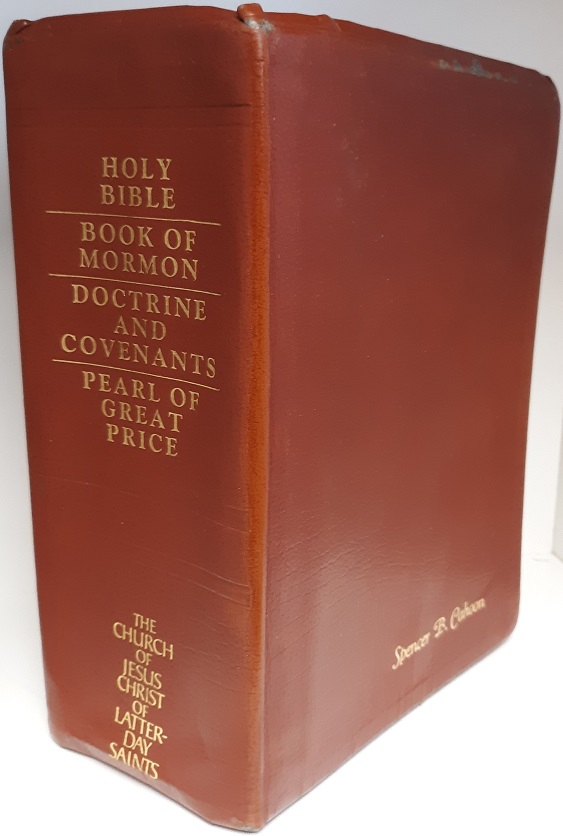 HOLY
BIBLE
BOOK OF
MORMON
DOCTRINE
AND
COVENANTS
PEARL OF
GREAT
PRICE
THE
CHURCH
OF
JESUS
CHRIST
OF
LATTER-
DAY
SAINTS
Spencer B. Cahoon